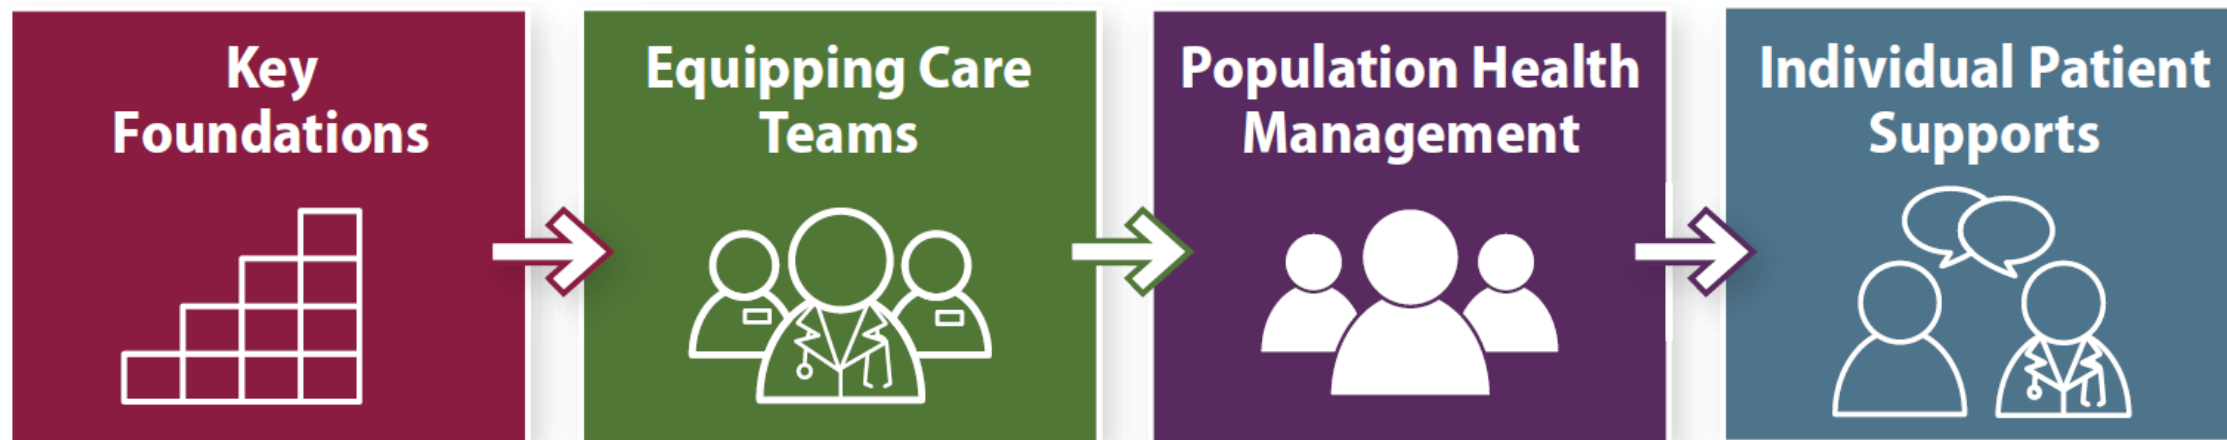 Key
Foundations
Equipping Care
Teams
Population Health
Management
Individual Patient
Supports